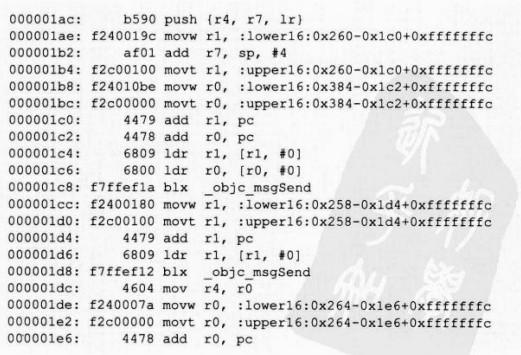 000001ac: b590 push {r4, r7, lr}
000001ae: f240019c movw r1, :lower16:0x260-0x1c0+0xfffffffc
000001b2: af01 add r7, sp, #4
000001b4: f2c00100 movt r1, :upper16:0x260-0x1c0+0xfffffffc
000001b8: f24010be movw r0, :lower16:0x384-0x1c2+0xfffffffc
000001bc: f2c00000 movt r0, :upper16:0x384-0x1c2+0xfffffffc
000001c0: 4479 add r1, pc
000001c2: 4478 add r0, pc
000001c4: 6809 ldr r1, [r1, #0]
000001c6: 6800 ldr r0, [r0, #0]
000001c8: f7ffef1a blx _objc_msgSend
000001cc: f2400180 movw r1, :lower16:0x258-0x1d4+0xfffffffc
000001d0: f2c00100 movt r1, :upper16:0x258-0x1d4+0xfffffffc
000001d4: 4479 add r1, pc
000001d6: 6809 ldr r1, [r1, #0]
000001d8: f7ffef12 blx _objc_msgSend
000001dc: 4604 mov r4, r0
000001de: f240007a movw r0, :lower16:0x264-0x1e6+0xfffffffc
000001e2: f2c00000 movt r0, :upper16:0x264-0x1e6+0xfffffffc
000001e6: 4478 add r0, pc